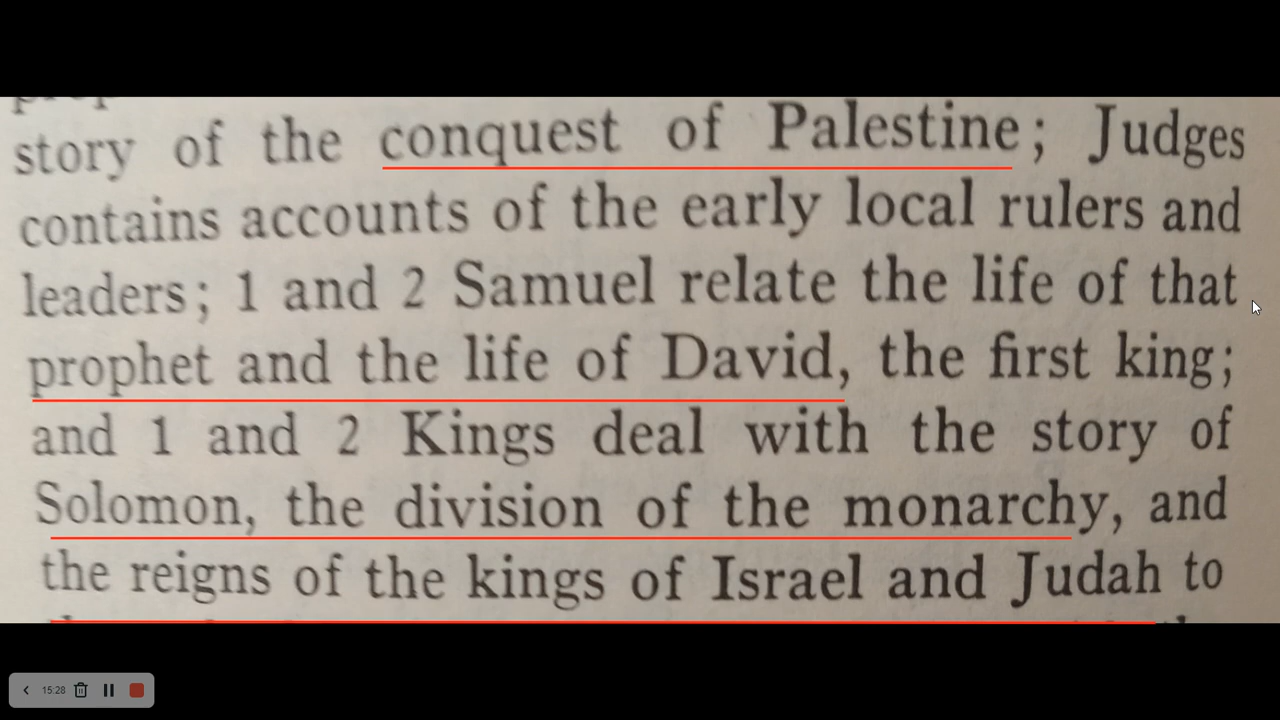 story of the conquest of Palestine; Judges
contains accounts of the early local rulers and
leaders; 1 and 2 Samuel relate the life of that
prophet and the life of David, the first king;
and 1 and 2 Kings deal with the story of
Solomon, the division of the monarchy, and
the reigns of the kings of Israel and Judah to
15:28